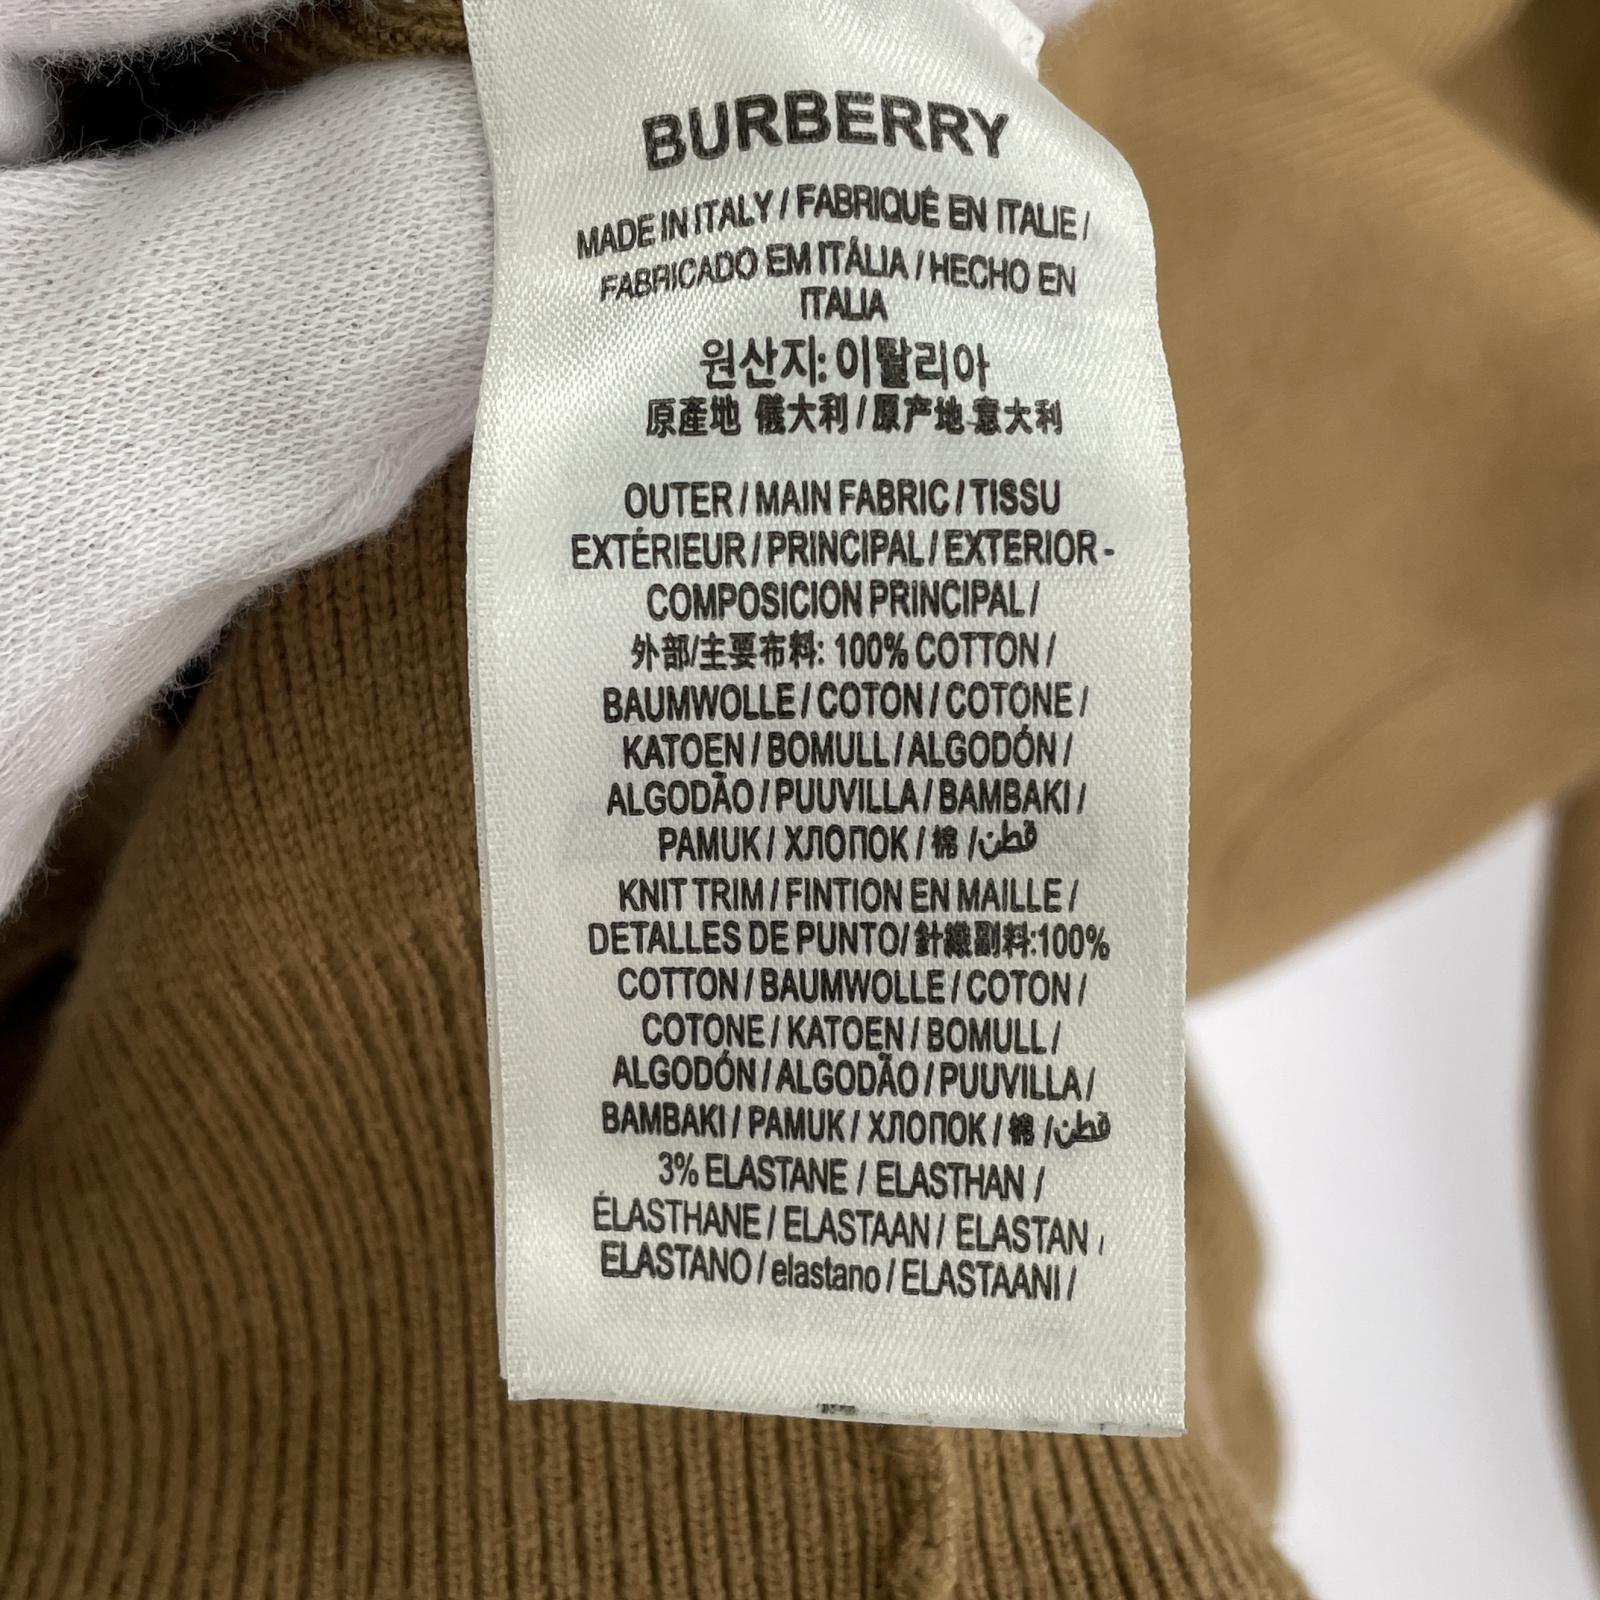 BURBERRY
MADE IN ITALY / FABRIQUÉ EN ITALIE /
FABRICADO EM ITÁLIA / HECHO EN
ITALIA
원산지: 이탈리아
原產地 儀大利 / 原产地 意大利
OUTER / MAIN FABRIC / TISSU
EXTÉRIEUR / PRINCIPAL / EXTERIOR -
COMPOSICION PRINCIPAL /
外部/主要布料: 100% COTTON /
BAUMWOLLE / COTON / COTONE /
KATOEN / BOMULL / ALGODÓN /
ALGODÃO / PUUVILLA / BAMBAKI /
PAMUK / ХЛОПОК / 棉 / قطن
KNIT TRIM / FINTION EN MAILLE /
DETALLES DE PUNTO/ 針織副料:100%
COTTON / BAUMWOLLE / COTON /
COTONE / KATOEN / BOMULL /
ALGODÓN / ALGODÃO / PUUVILLA /
BAMBAKI / PAMUK / ХЛОПОК / 棉 / قطن
3% ELASTANE / ELASTHAN /
ÉLASTHANE / ELASTAAN / ELASTAN /
ELASTANO / elastano / ELASTAANI /